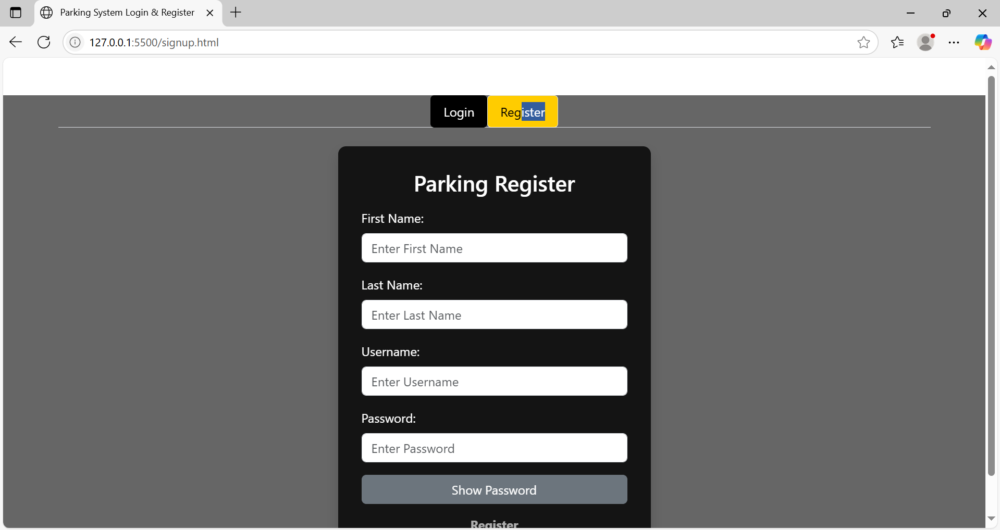 Parking System Login & Register
127.0.0.1:5500/signup.html
Login
Register
Parking Register
First Name:
Enter First Name
Last Name:
Enter Last Name
Username:
Enter Username
Password:
Enter Password
Show Password
Register